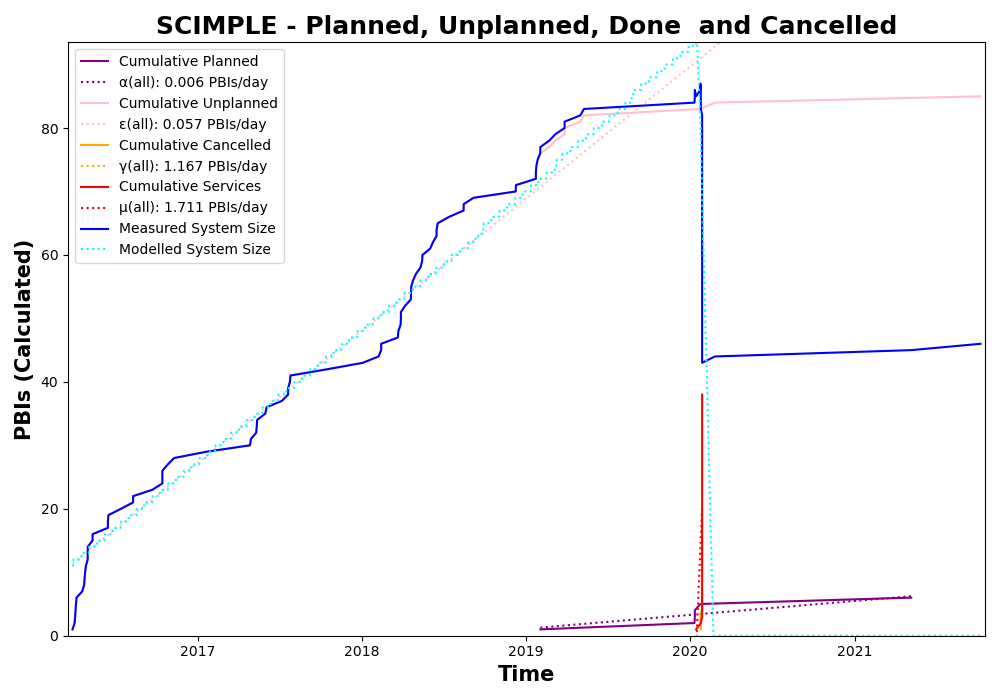 SCIMPLE - Planned, Unplanned, Done  and Cancelled
Cumulative Planned
α(all): 0.006 PBIs/day
Cumulative Unplanned
ε(all): 0.057 PBIs/day
Cumulative Cancelled
γ(all): 1.167 PBIs/day
Cumulative Services
μ(all): 1.711 PBIs/day
Measured System Size
Modelled System Size
PBIs (Calculated)
80
60
40
20
0
2017
2018
2019
2020
2021
Time